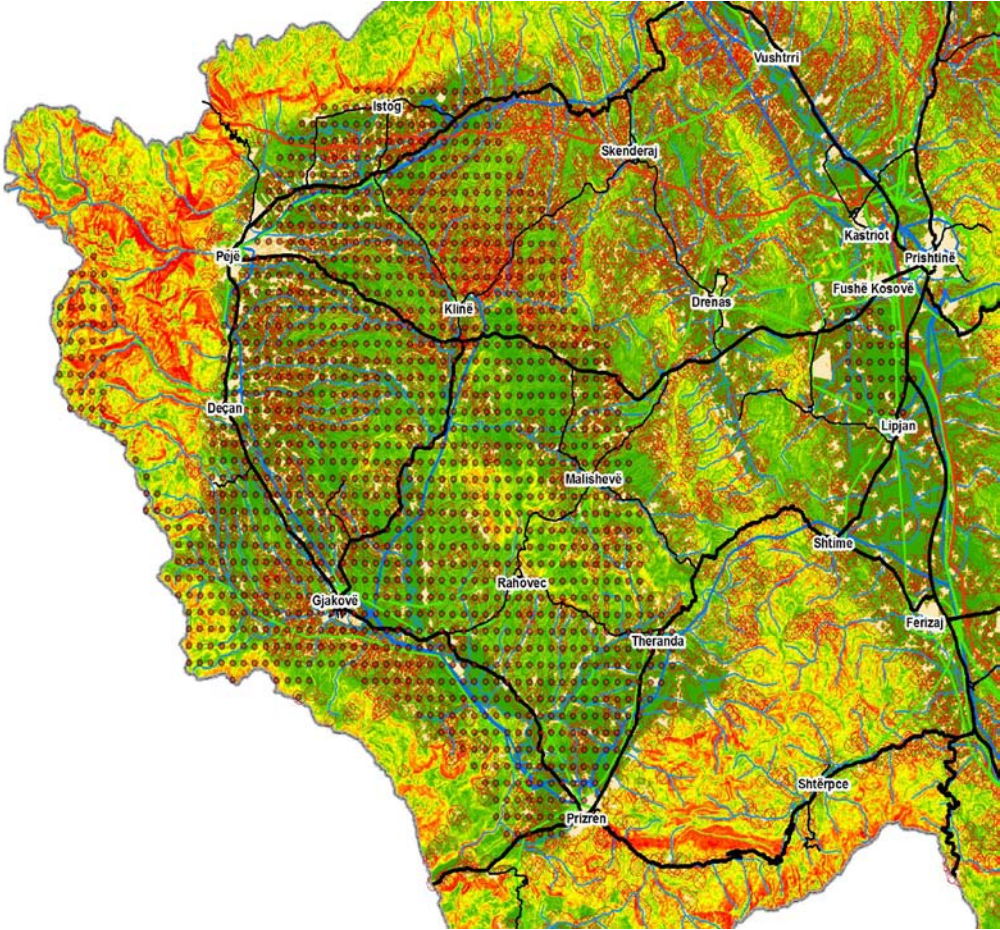 Vushtrri
Istog
Skenderaj
Kastriot
Pejë
Prishtinë
Fushë Kosovë
Drenas
Klinë
Deçan
Lipjan
Malishevë
Shtime
Rahovec
Gjakovë
Ferizaj
Theranda
Shtërpce
Prizren